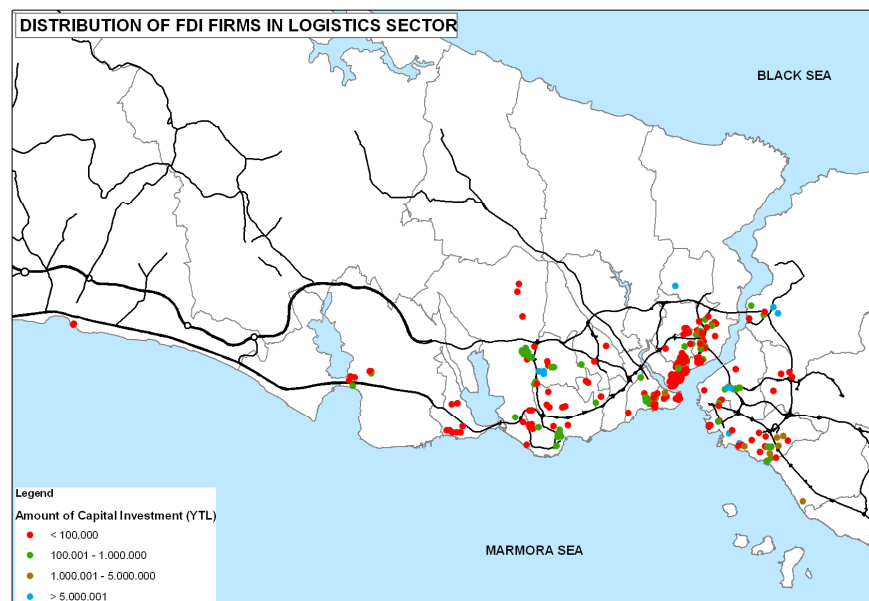 DISTRIBUTION OF FDI FIRMS IN LOGISTICS SECTOR
BLACK SEA
MARMORA SEA
Legend
Amount of Capital Investment (YTL)
< 100.000
100.001 - 1.000.000
1.000.001 - 5.000.000
> 5.000.001